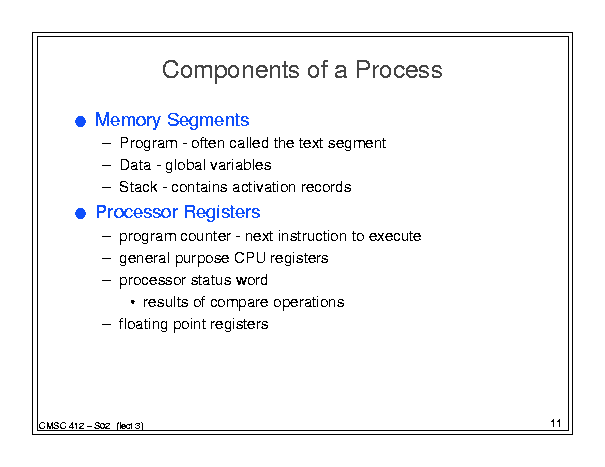 Components of a Process
● Memory Segments
– Program - often called the text segment
– Data - global variables
– Stack - contains activation records
● Processor Registers
– program counter - next instruction to execute
– general purpose CPU registers
– processor status word
• results of compare operations
– floating point registers
CMSC 412 – S02 (lect 3)
11